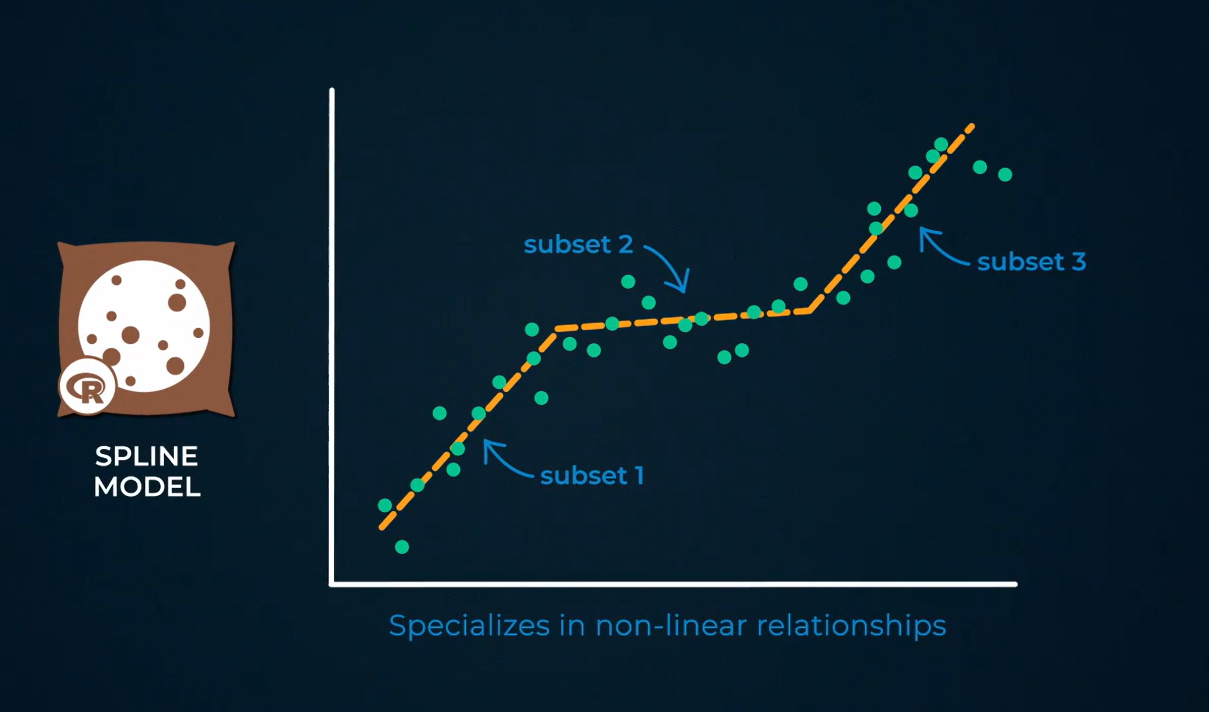 subset 2
subset 3
R
SPLINE
MODEL
subset 1
Specializes in non-linear relationships